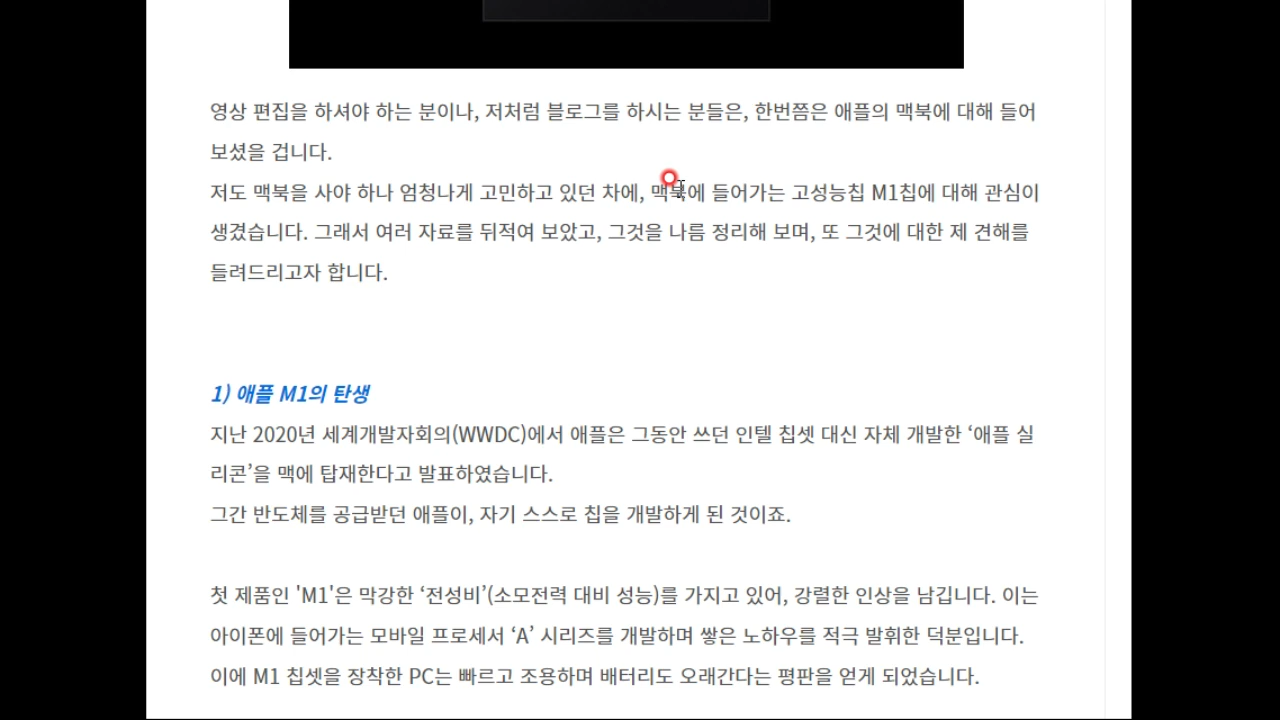 영상 편집을 하셔야 하는 분이나, 저처럼 블로그를 하시는 분들은, 한번쯤은 애플의 맥북에 대해 들어
보셨을 겁니다.
저도 맥북을 사야 하나 엄청나게 고민하고 있던 차에, 맥북에 들어가는 고성능칩 M1칩에 대해 관심이
생겼습니다. 그래서 여러 자료를 뒤적여 보았고, 그것을 나름 정리해 보며, 또 그것에 대한 제 견해를
들려드리고자 합니다.
1) 애플 M1의 탄생
지난 2020년 세계개발자회의(WWDC)에서 애플은 그동안 쓰던 인텔 칩셋 대신 자체 개발한 ‘애플 실
리콘’을 맥에 탑재한다고 발표하였습니다.
그간 반도체를 공급받던 애플이, 자기 스스로 칩을 개발하게 된 것이죠.
첫 제품인 'M1'은 막강한 ‘전성비’(소모전력 대비 성능)를 가지고 있어, 강렬한 인상을 남깁니다. 이는
아이폰에 들어가는 모바일 프로세서 ‘A’ 시리즈를 개발하며 쌓은 노하우를 적극 발휘한 덕분입니다.
이에 M1 칩셋을 장착한 PC는 빠르고 조용하며 배터리도 오래간다는 평판을 얻게 되었습니다.